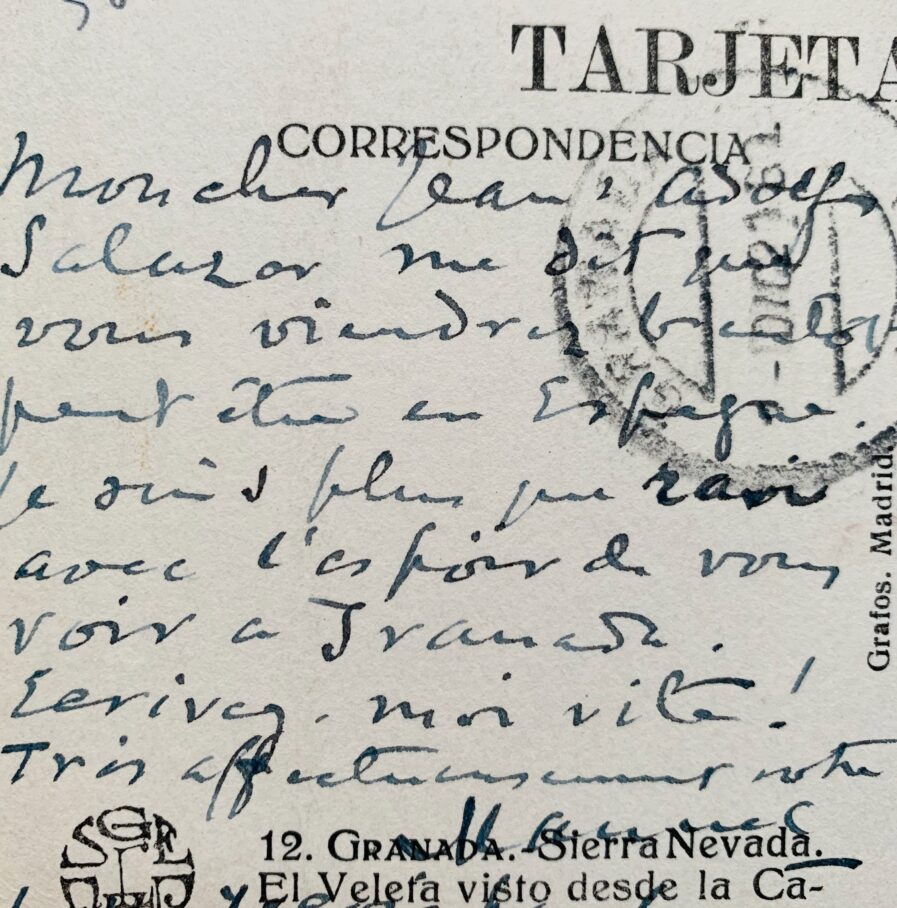 TARJETA
CORRESPONDENCIA
Mon cher Jean, Adolfo
Salazar me dit que
vous viendrez bientot
peut être en Espagne.
Je suis plus que ravi
avec l'espoir de vous
voir a Granada.
Ecrivez-moi vite!
Très affectueusement votre
Manuel
12. GRANADA.-Sierra Nevada.
El Veleta visto desde la Ca-
Grafos. Madrid.